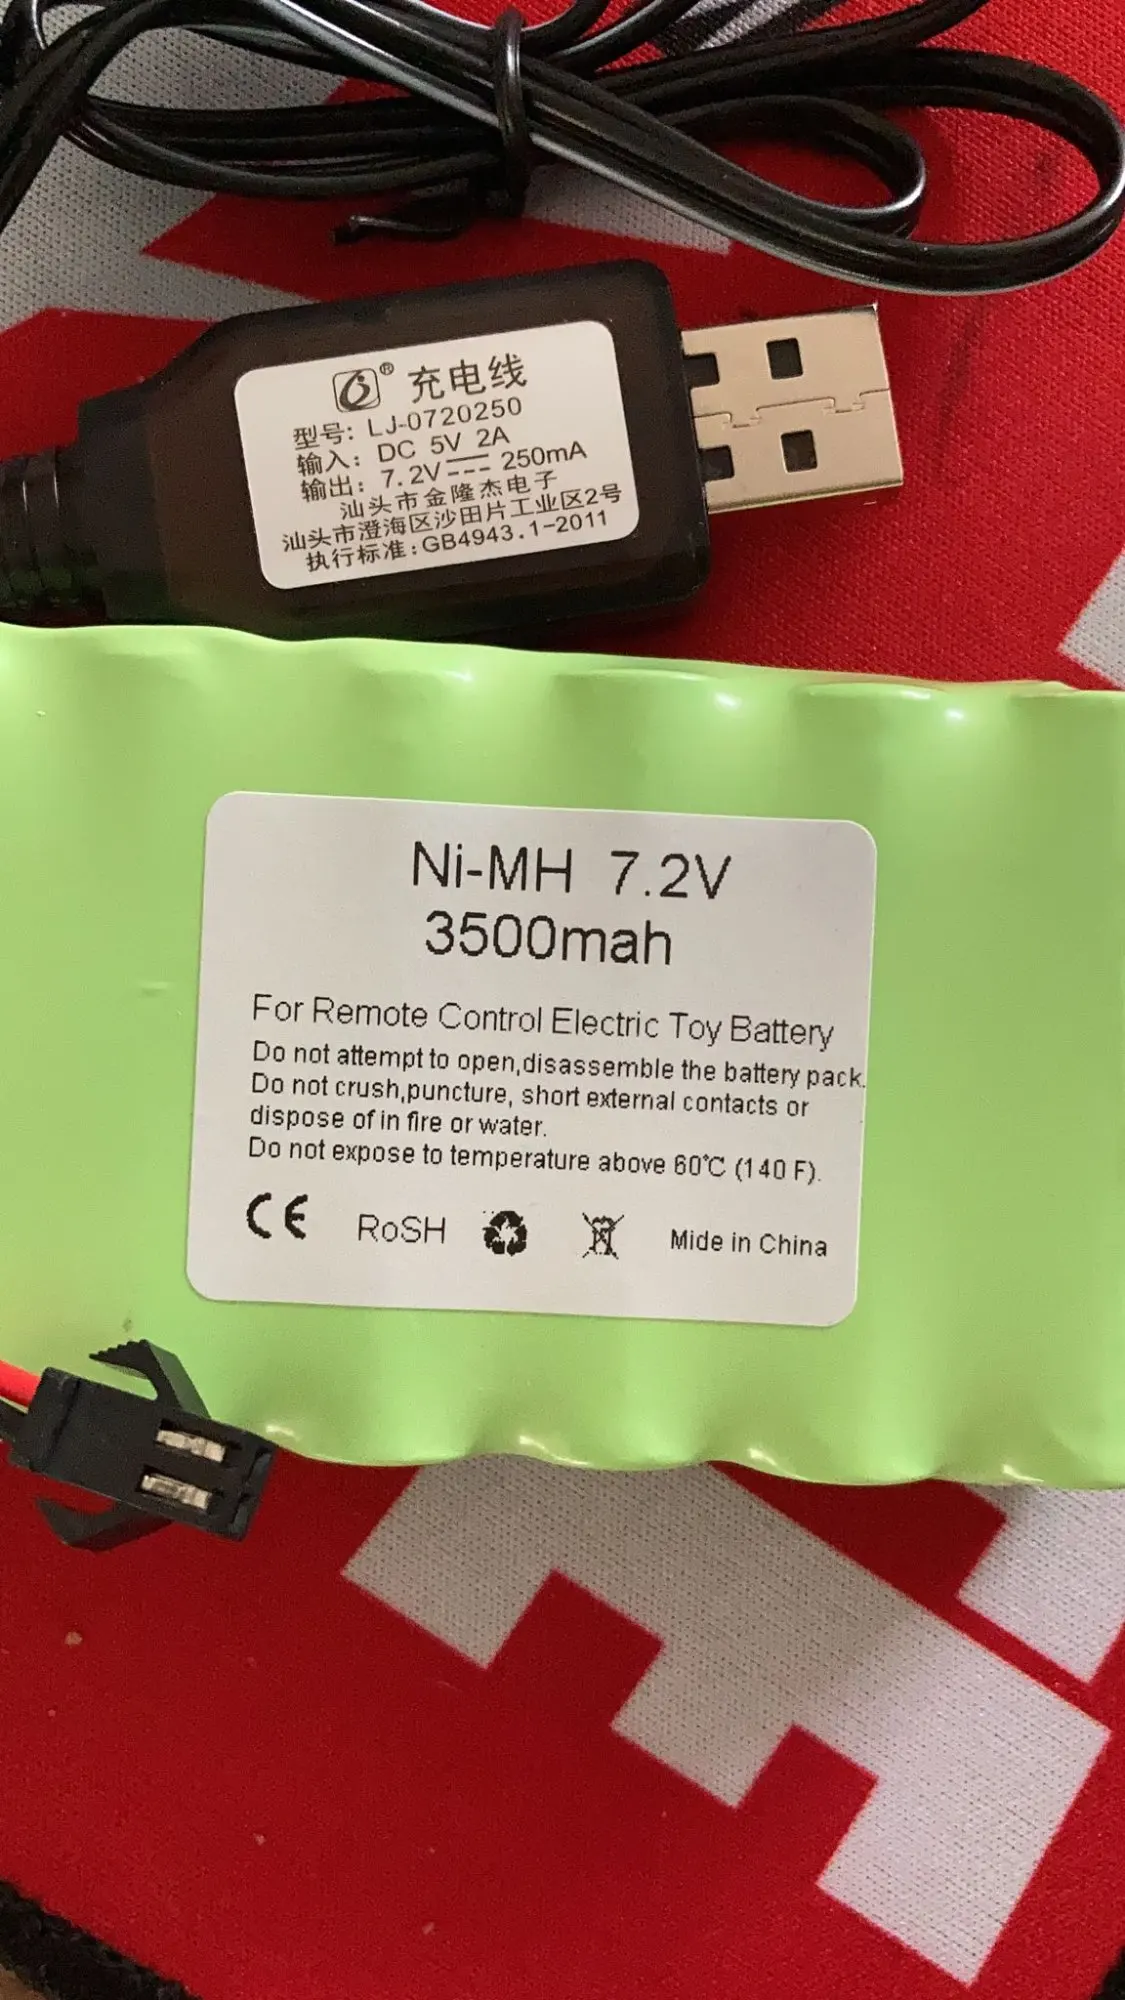 ® 充电线
型号: LJ-0720250
输入: DC 5V 2A
输出: 7.2V 250mA
汕头市金隆杰电子
汕头市澄海区沙田片工业区2号
执行标准:GB4943.1-2011
Ni-MH 7.2V
3500mah
For Remote Control Electric Toy Battery
Do not attempt to open,disassemble the battery pack.
Do not crush,puncture, short external contacts or
dispose of in fire or water.
Do not expose to temperature above 60℃ (140 F).
CE RoSH Mide in China